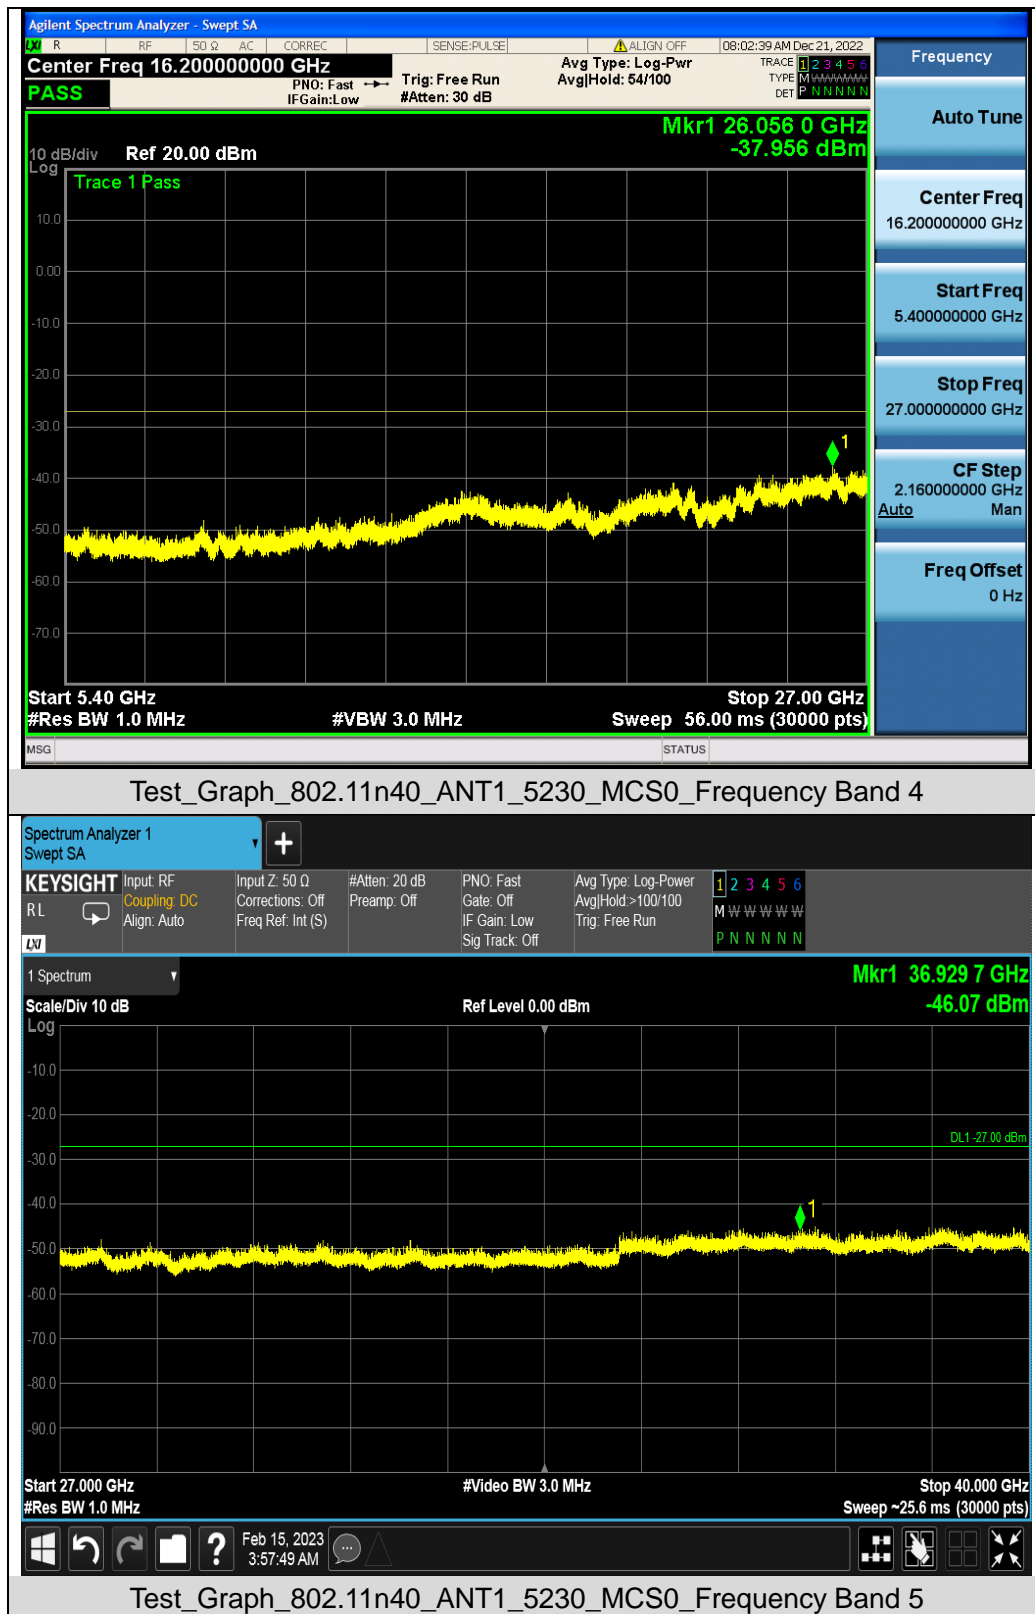 Agilent Spectrum Analyzer - Swept SA
LXI R RF 50 Ω AC CORREC SENSE:PULSE ALIGN OFF 08:02:39 AM Dec 21, 2022
Center Freq 16.200000000 GHz
PASS
PNO: Fast
IFGain:Low
Trig: Free Run
#Atten: 30 dB
Avg Type: Log-Pwr
Avg|Hold: 54/100
TRACE 1 2 3 4 5 6
TYPE M W W W W W
DET P N N N N N
Mkr1 26.056 0 GHz
-37.956 dBm
10 dB/div Ref 20.00 dBm
Log
Trace 1 Pass
10.0
0.00
-10.0
-20.0
-30.0
-40.0
-50.0
-60.0
-70.0
1
Start 5.40 GHz
#Res BW 1.0 MHz
#VBW 3.0 MHz
Stop 27.00 GHz
Sweep 56.00 ms (30000 pts)
MSG STATUS
Frequency
Auto Tune
Center Freq
16.200000000 GHz
Start Freq
5.400000000 GHz
Stop Freq
27.000000000 GHz
CF Step
2.160000000 GHz
Auto Man
Freq Offset
0 Hz
Test_Graph_802.11n40_ANT1_5230_MCS0_Frequency Band 4
Spectrum Analyzer 1
Swept SA
+
KEYSIGHT
R L
LXI
Input: RF
Coupling: DC
Align: Auto
Input Z: 50 Ω
Corrections: Off
Freq Ref: Int (S)
#Atten: 20 dB
Preamp: Off
PNO: Fast
Gate: Off
IF Gain: Low
Sig Track: Off
Avg Type: Log-Power
Avg|Hold:>100/100
Trig: Free Run
1 2 3 4 5 6
M W W W W W
P N N N N N
1 Spectrum
Scale/Div 10 dB
Log
Ref Level 0.00 dBm
Mkr1 36.929 7 GHz
-46.07 dBm
-10.0
-20.0
DL1 -27.00 dBm
-30.0
-40.0
1
-50.0
-60.0
-70.0
-80.0
-90.0
Start 27.000 GHz
#Res BW 1.0 MHz
#Video BW 3.0 MHz
Stop 40.000 GHz
Sweep ~25.6 ms (30000 pts)
?
Feb 15, 2023
3:57:49 AM
Test_Graph_802.11n40_ANT1_5230_MCS0_Frequency Band 5